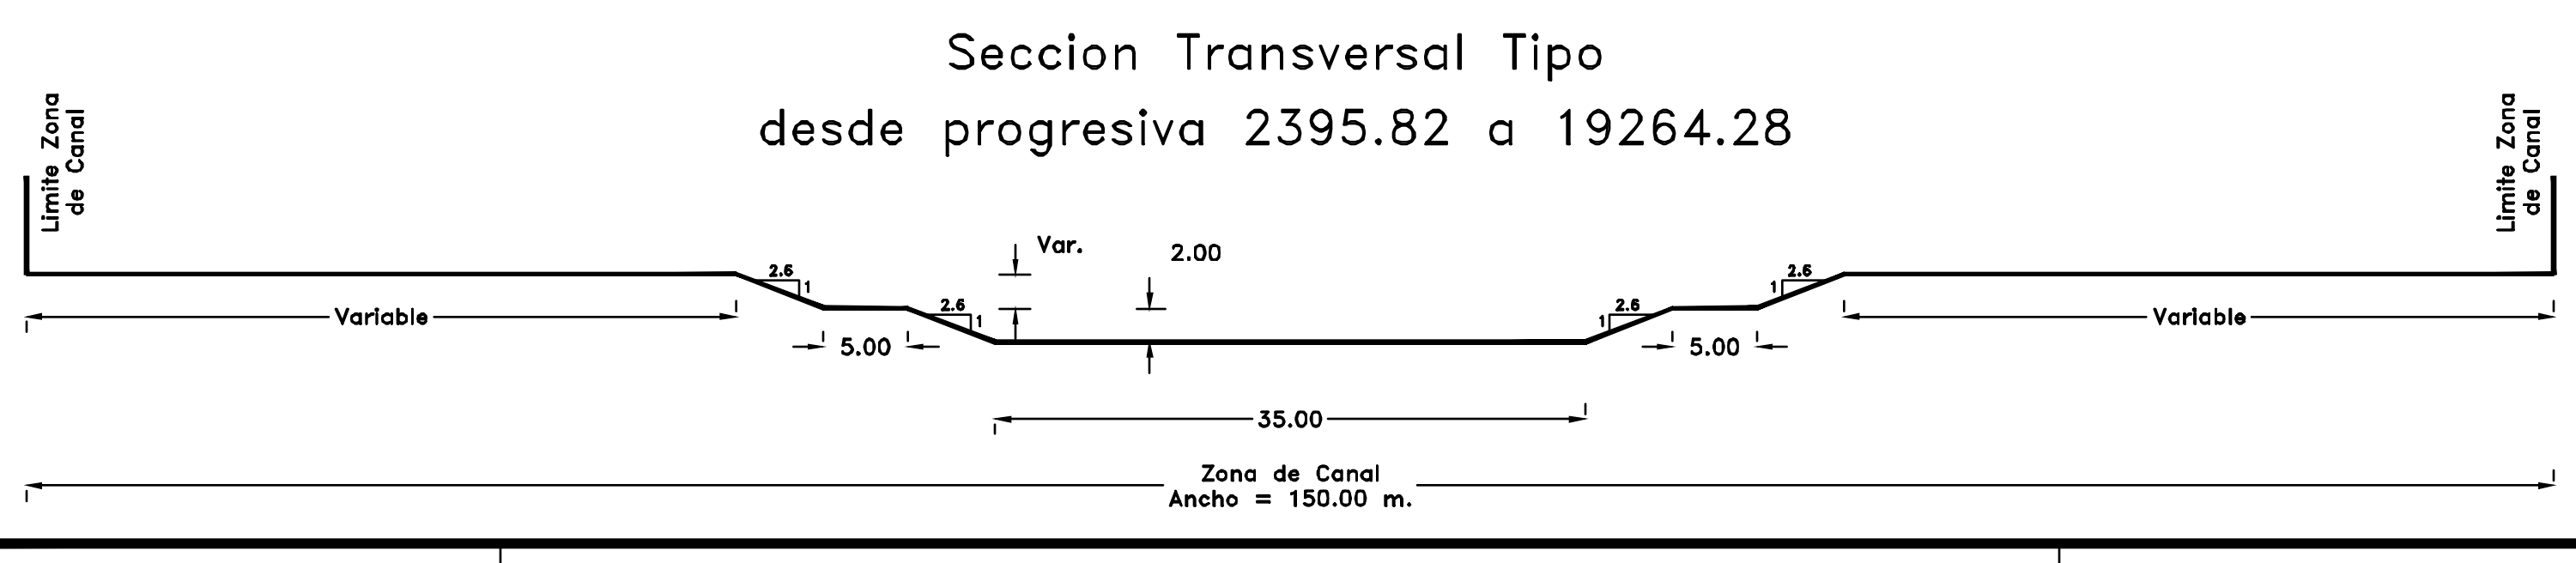 Seccion Transversal Tipo
desde progresiva 2395.82 a 19264.28
Limite Zona
de Canal
Limite Zona
de Canal
Var.
2.00
2.6
1
2.6
1
2.6
1
2.6
1
Variable
5.00
5.00
Variable
35.00
Zona de Canal
Ancho = 150.00 m.